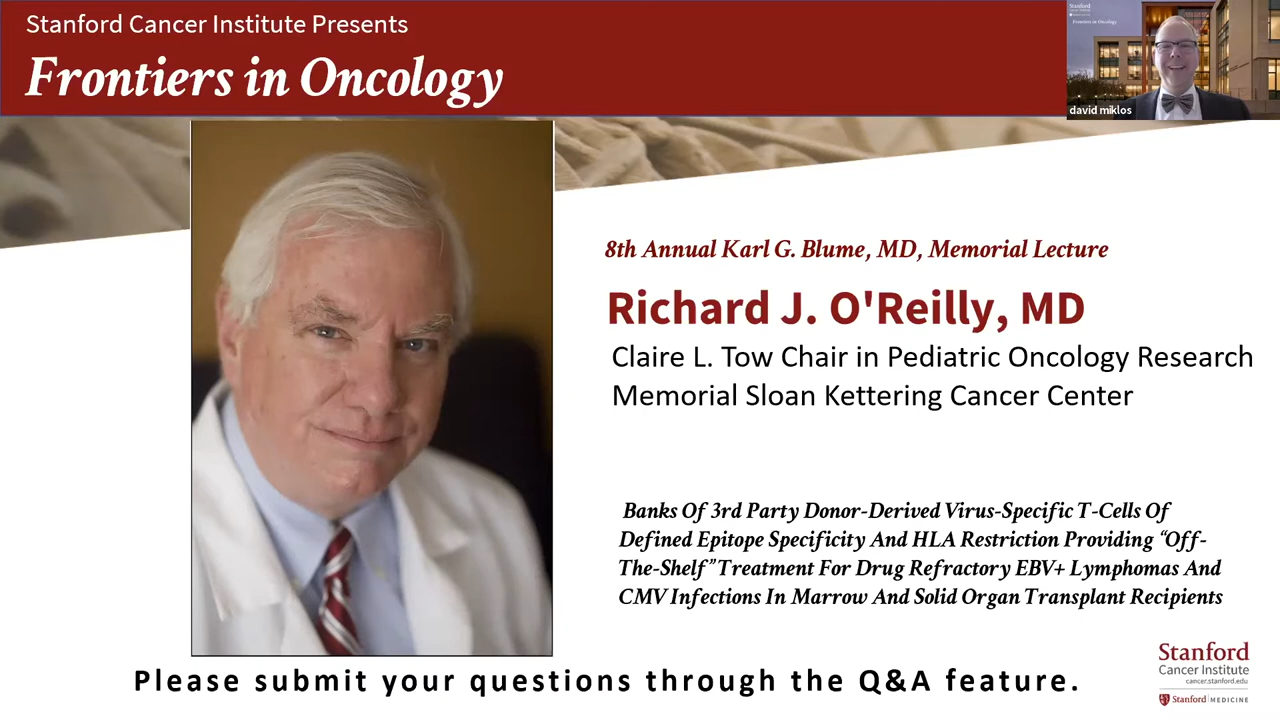 Stanford Cancer Institute Presents
Frontiers in Oncology
Stanford
Frontiers in Oncology
david miklos
8th Annual Karl G. Blume, MD, Memorial Lecture
Richard J. O'Reilly, MD
Claire L. Tow Chair in Pediatric Oncology Research
Memorial Sloan Kettering Cancer Center
Banks Of 3rd Party Donor-Derived Virus-Specific T-Cells Of
Defined Epitope Specificity And HLA Restriction Providing “Off-
The-Shelf” Treatment For Drug Refractory EBV+ Lymphomas And
CMV Infections In Marrow And Solid Organ Transplant Recipients
Please submit your questions through the Q&A feature.
Stanford
Cancer Institute
cancer.stanford.edu
Stanford MEDICINE